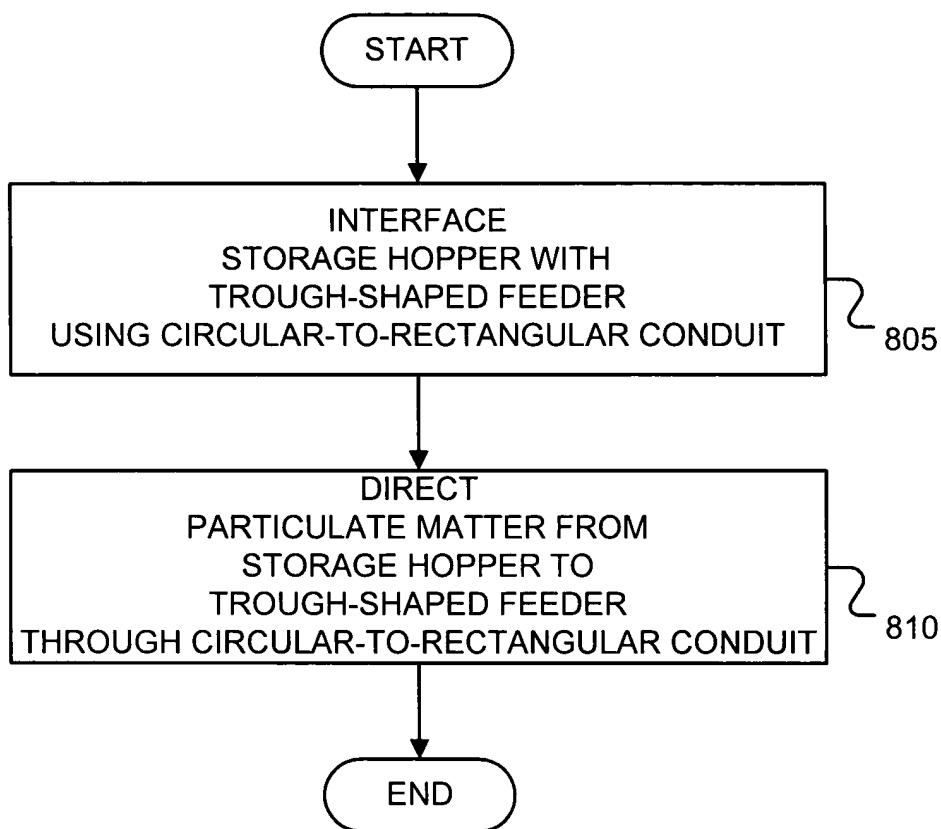 START
INTERFACE
STORAGE HOPPER WITH
TROUGH-SHAPED FEEDER
USING CIRCULAR-TO-RECTANGULAR CONDUIT
805
DIRECT
PARTICULATE MATTER FROM
STORAGE HOPPER TO
TROUGH-SHAPED FEEDER
THROUGH CIRCULAR-TO-RECTANGULAR CONDUIT
810
END